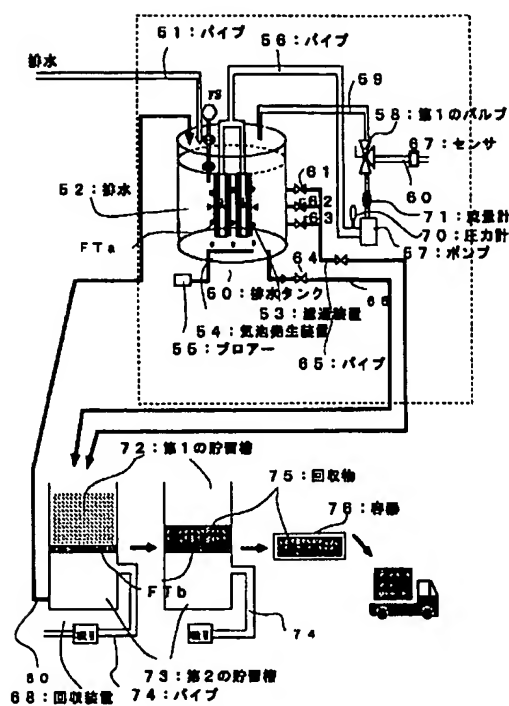 51:パイプ
56:パイプ
59
排水
FS
58:第1のバルブ
67:センサ
61
60
52:排水
62
63
71:流量計
70:圧力計
FTa
64
57:ポンプ
50:排水タンク
66
53:濾過装置
54:気泡発生装置
55:ブロアー
65:パイプ
72:第1の貯留槽
75:回収物
76:容器
FTb
74
60
73:第2の貯留槽
68:回収装置
74:パイプ